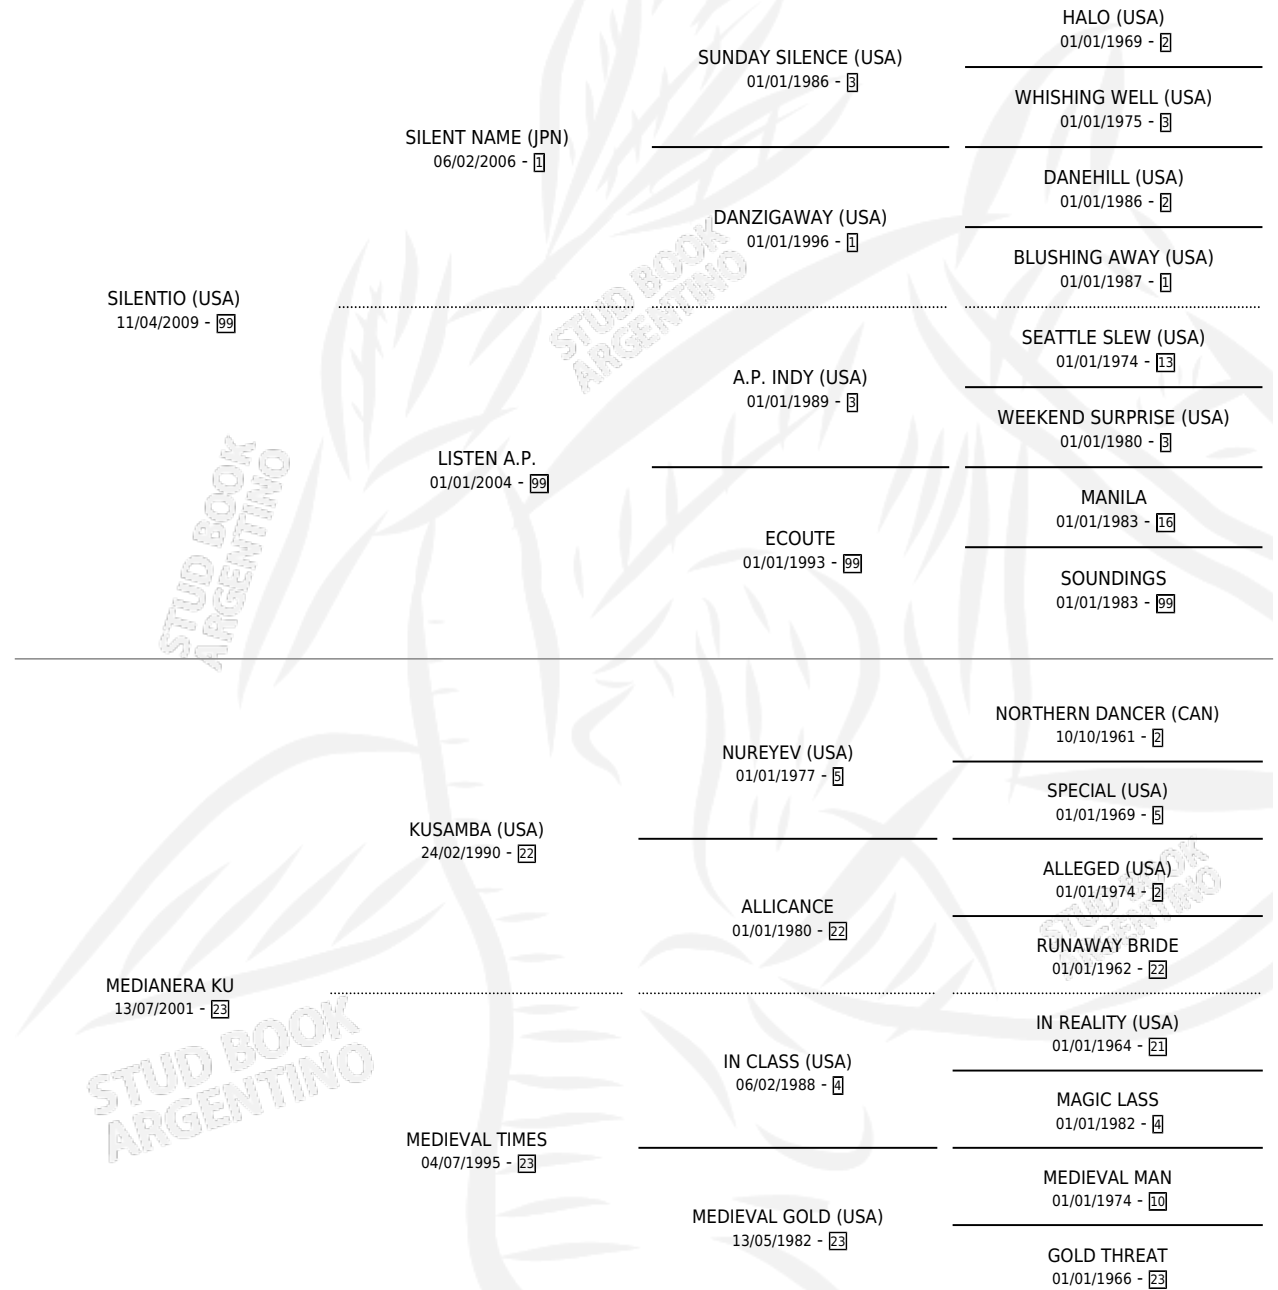 HALO (USA)
01/01/1969 - 2
SUNDAY SILENCE (USA)
01/01/1986 - 3
WHISHING WELL (USA)
01/01/1975 - 3
SILENT NAME (JPN)
06/02/2006 - 1
DANEHILL (USA)
01/01/1986 - 2
DANZIGAWAY (USA)
01/01/1996 - 1
BLUSHING AWAY (USA)
01/01/1987 - 1
SILENTIO (USA)
11/04/2009 - 99
SEATTLE SLEW (USA)
01/01/1974 - 13
A.P. INDY (USA)
01/01/1989 - 3
WEEKEND SURPRISE (USA)
01/01/1980 - 3
LISTEN A.P.
01/01/2004 - 99
MANILA
01/01/1983 - 16
ECOUTE
01/01/1993 - 99
SOUNDINGS
01/01/1983 - 99
NORTHERN DANCER (CAN)
10/10/1961 - 2
NUREYEV (USA)
01/01/1977 - 5
SPECIAL (USA)
01/01/1969 - 5
KUSAMBA (USA)
24/02/1990 - 22
ALLEGED (USA)
01/01/1974 - 2
ALLICANCE
01/01/1980 - 22
RUNAWAY BRIDE
01/01/1962 - 22
MEDIANERA KU
13/07/2001 - 23
IN REALITY (USA)
01/01/1964 - 21
IN CLASS (USA)
06/02/1988 - 4
MAGIC LASS
01/01/1982 - 4
MEDIEVAL TIMES
04/07/1995 - 23
MEDIEVAL MAN
01/01/1974 - 10
MEDIEVAL GOLD (USA)
13/05/1982 - 23
GOLD THREAT
01/01/1966 - 23
STUD BOOK
ARGENTINO
STUD BOOK
ARGENTINO
STUD BOOK
ARGENTINO
STUD BOOK
ARGENTINO